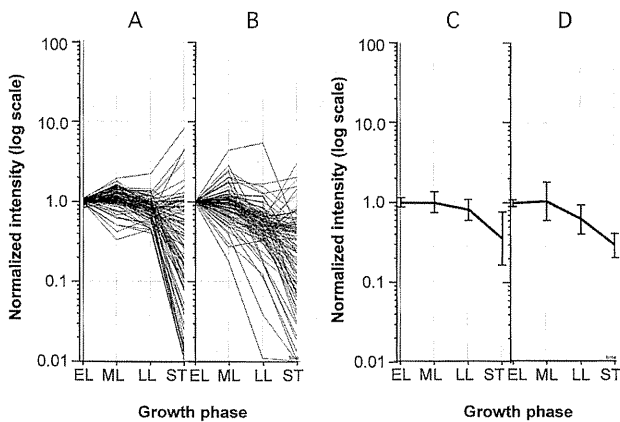 A B
C D
Normalized intensity (log scale)
100
10.0
1.0
0.1
0.01
EL ML LL ST EL ML LL ST
Growth phase
Normalized intensity (log scale)
100
10.0
1.0
0.1
0.01
EL ML LL ST EL ML LL ST
Growth phase